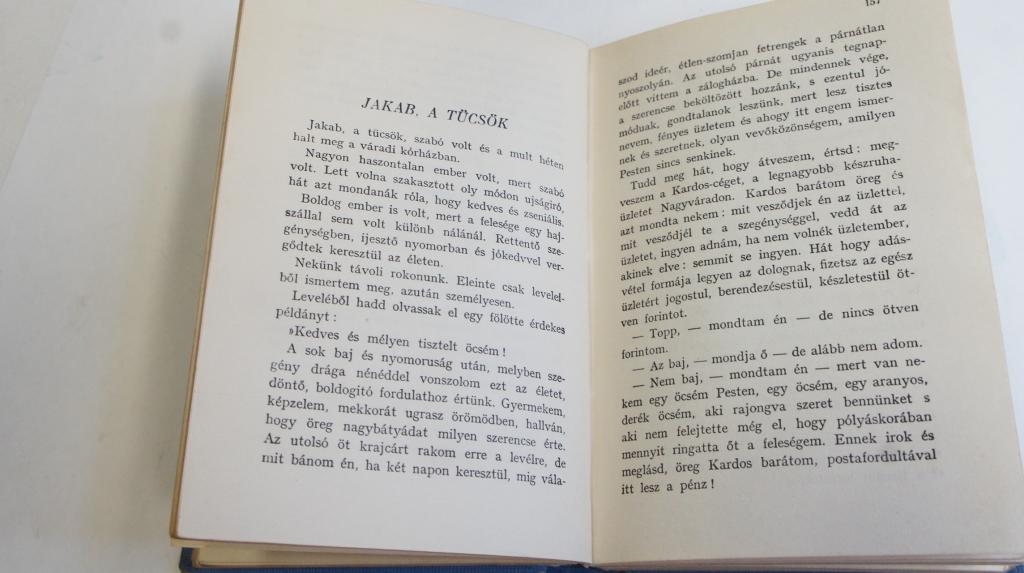 JAKAB, A TÜCSÖK
Jakab, a tücsök, szabó volt és a mult héten
halt meg a váradi kórházban.
Nagyon haszontalan ember volt, mert szabó
volt. Lett volna szakasztott oly módon ujságiró,
hát azt mondanák róla, hogy kedves és zseniális.
Boldog ember is volt, mert a felesége egy haj-
szállal sem volt különb nálánál. Rettentő sze-
génységben, ijesztő nyomorban és jókedvvel ver-
gődtek keresztül az életen.
Nekünk távoli rokonunk. Eleinte csak levelel-
ből ismertem meg, azután személyesen.
Leveléből hadd olvassak el egy fölötte érdekes
példányt :
»Kedves és mélyen tisztelt öcsém !
A sok baj és nyomoruság után, melyben sze-
gény drága nénéddel vonszolom ezt az életet,
döntő, boldogitó fordulathoz értünk. Gyermekem,
képzelem, mekkorát ugrasz örömödben, hallván,
hogy öreg nagybátyádat milyen szerencse érte.
Az utolsó öt krajcárt rakom erre a levélre, de
mit bánom én, ha két napon keresztül, mig vála-
157
szod ideér, étlen-szomjan fetrengek a párnátlan
nyoszolyán. Az utolsó párnát ugyanis tegnap-
előtt vittem a zálogházba. De mindennek vége,
a szerencse beköltözött hozzánk, s ezentul jó-
móduak, gondtalanok leszünk, mert lesz tisztes
nevem, fényes üzletem és ahogy itt engem ismer-
nek és szeretnek, olyan vevőközönségem, amilyen
Pesten sincs senkinek.
Tudd meg hát, hogy átveszem, értsd : meg-
veszem a Kardos-céget, a legnagyobb készruha-
üzletet Nagyváradon. Kardos barátom öreg és
azt mondta nekem : mit vesződjek én az üzlettel,
mit vesződjél te a szegénységgel, vedd át az
üzletet, ingyen adnám, ha nem volnék üzletember,
akinek elve : semmit se ingyen. Hát hogy adás-
vétel formája legyen az dolognak, fizetsz az egész
üzletért jogostul, berendezésestül, készletestül öt-
ven forintot.
— Topp, — mondtam én — de nincs ötven
forintom.
— Az baj, — mondja ő — de alább nem adom.
— Nem baj, — mondtam én — mert van ne-
kem egy öcsém Pesten, egy öcsém, egy aranyos,
derék öcsém, aki rajongva szeret bennünket s
aki nem felejtette még el, hogy pólyáskorában
mennyit ringatta őt a feleségem. Ennek irok és
meglásd, öreg Kardos barátom, postafordultával
itt lesz a pénz !